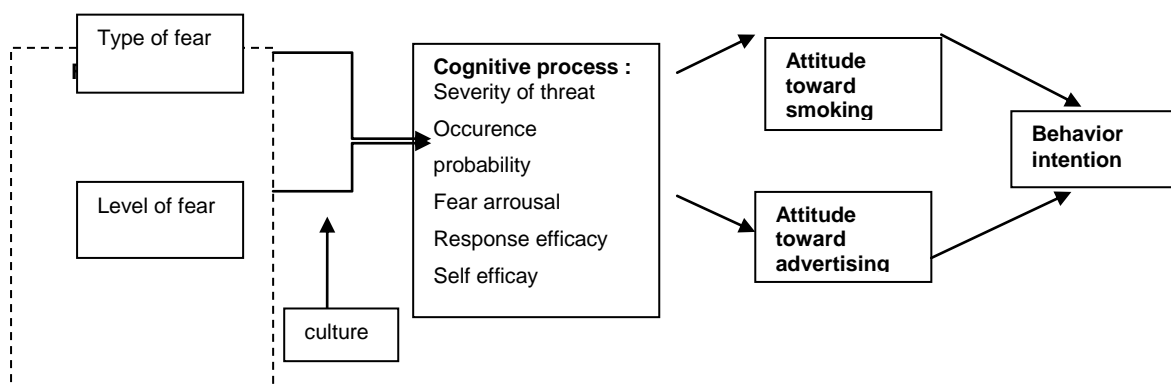 Type of fear
Level of fear
culture
Cognitive process :
Severity of threat
Occurence
probability
Fear arrousal
Response efficacy
Self efficay
Attitude
toward
smoking
Attitude
toward
advertising
Behavior
intention